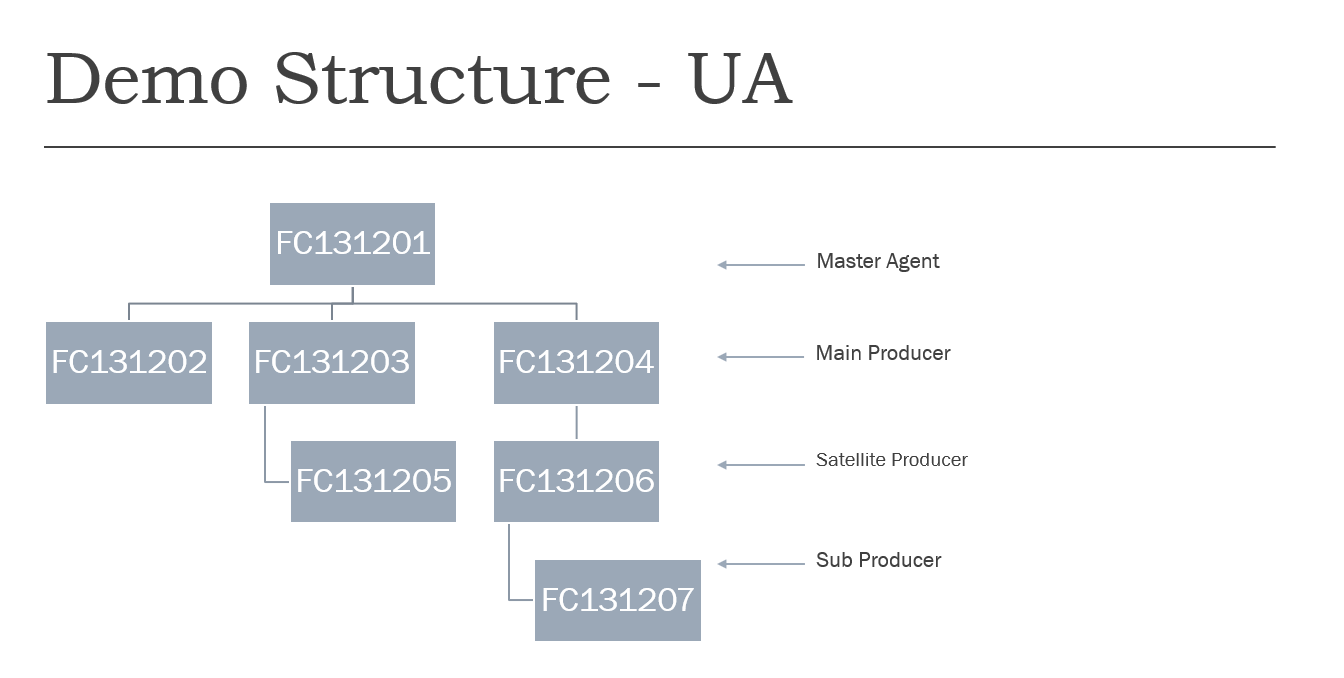 Demo Structure - UA
FC131201
Master Agent
FC131202 FC131203 FC131204
Main Producer
FC131205 FC131206
Satellite Producer
FC131207
Sub Producer